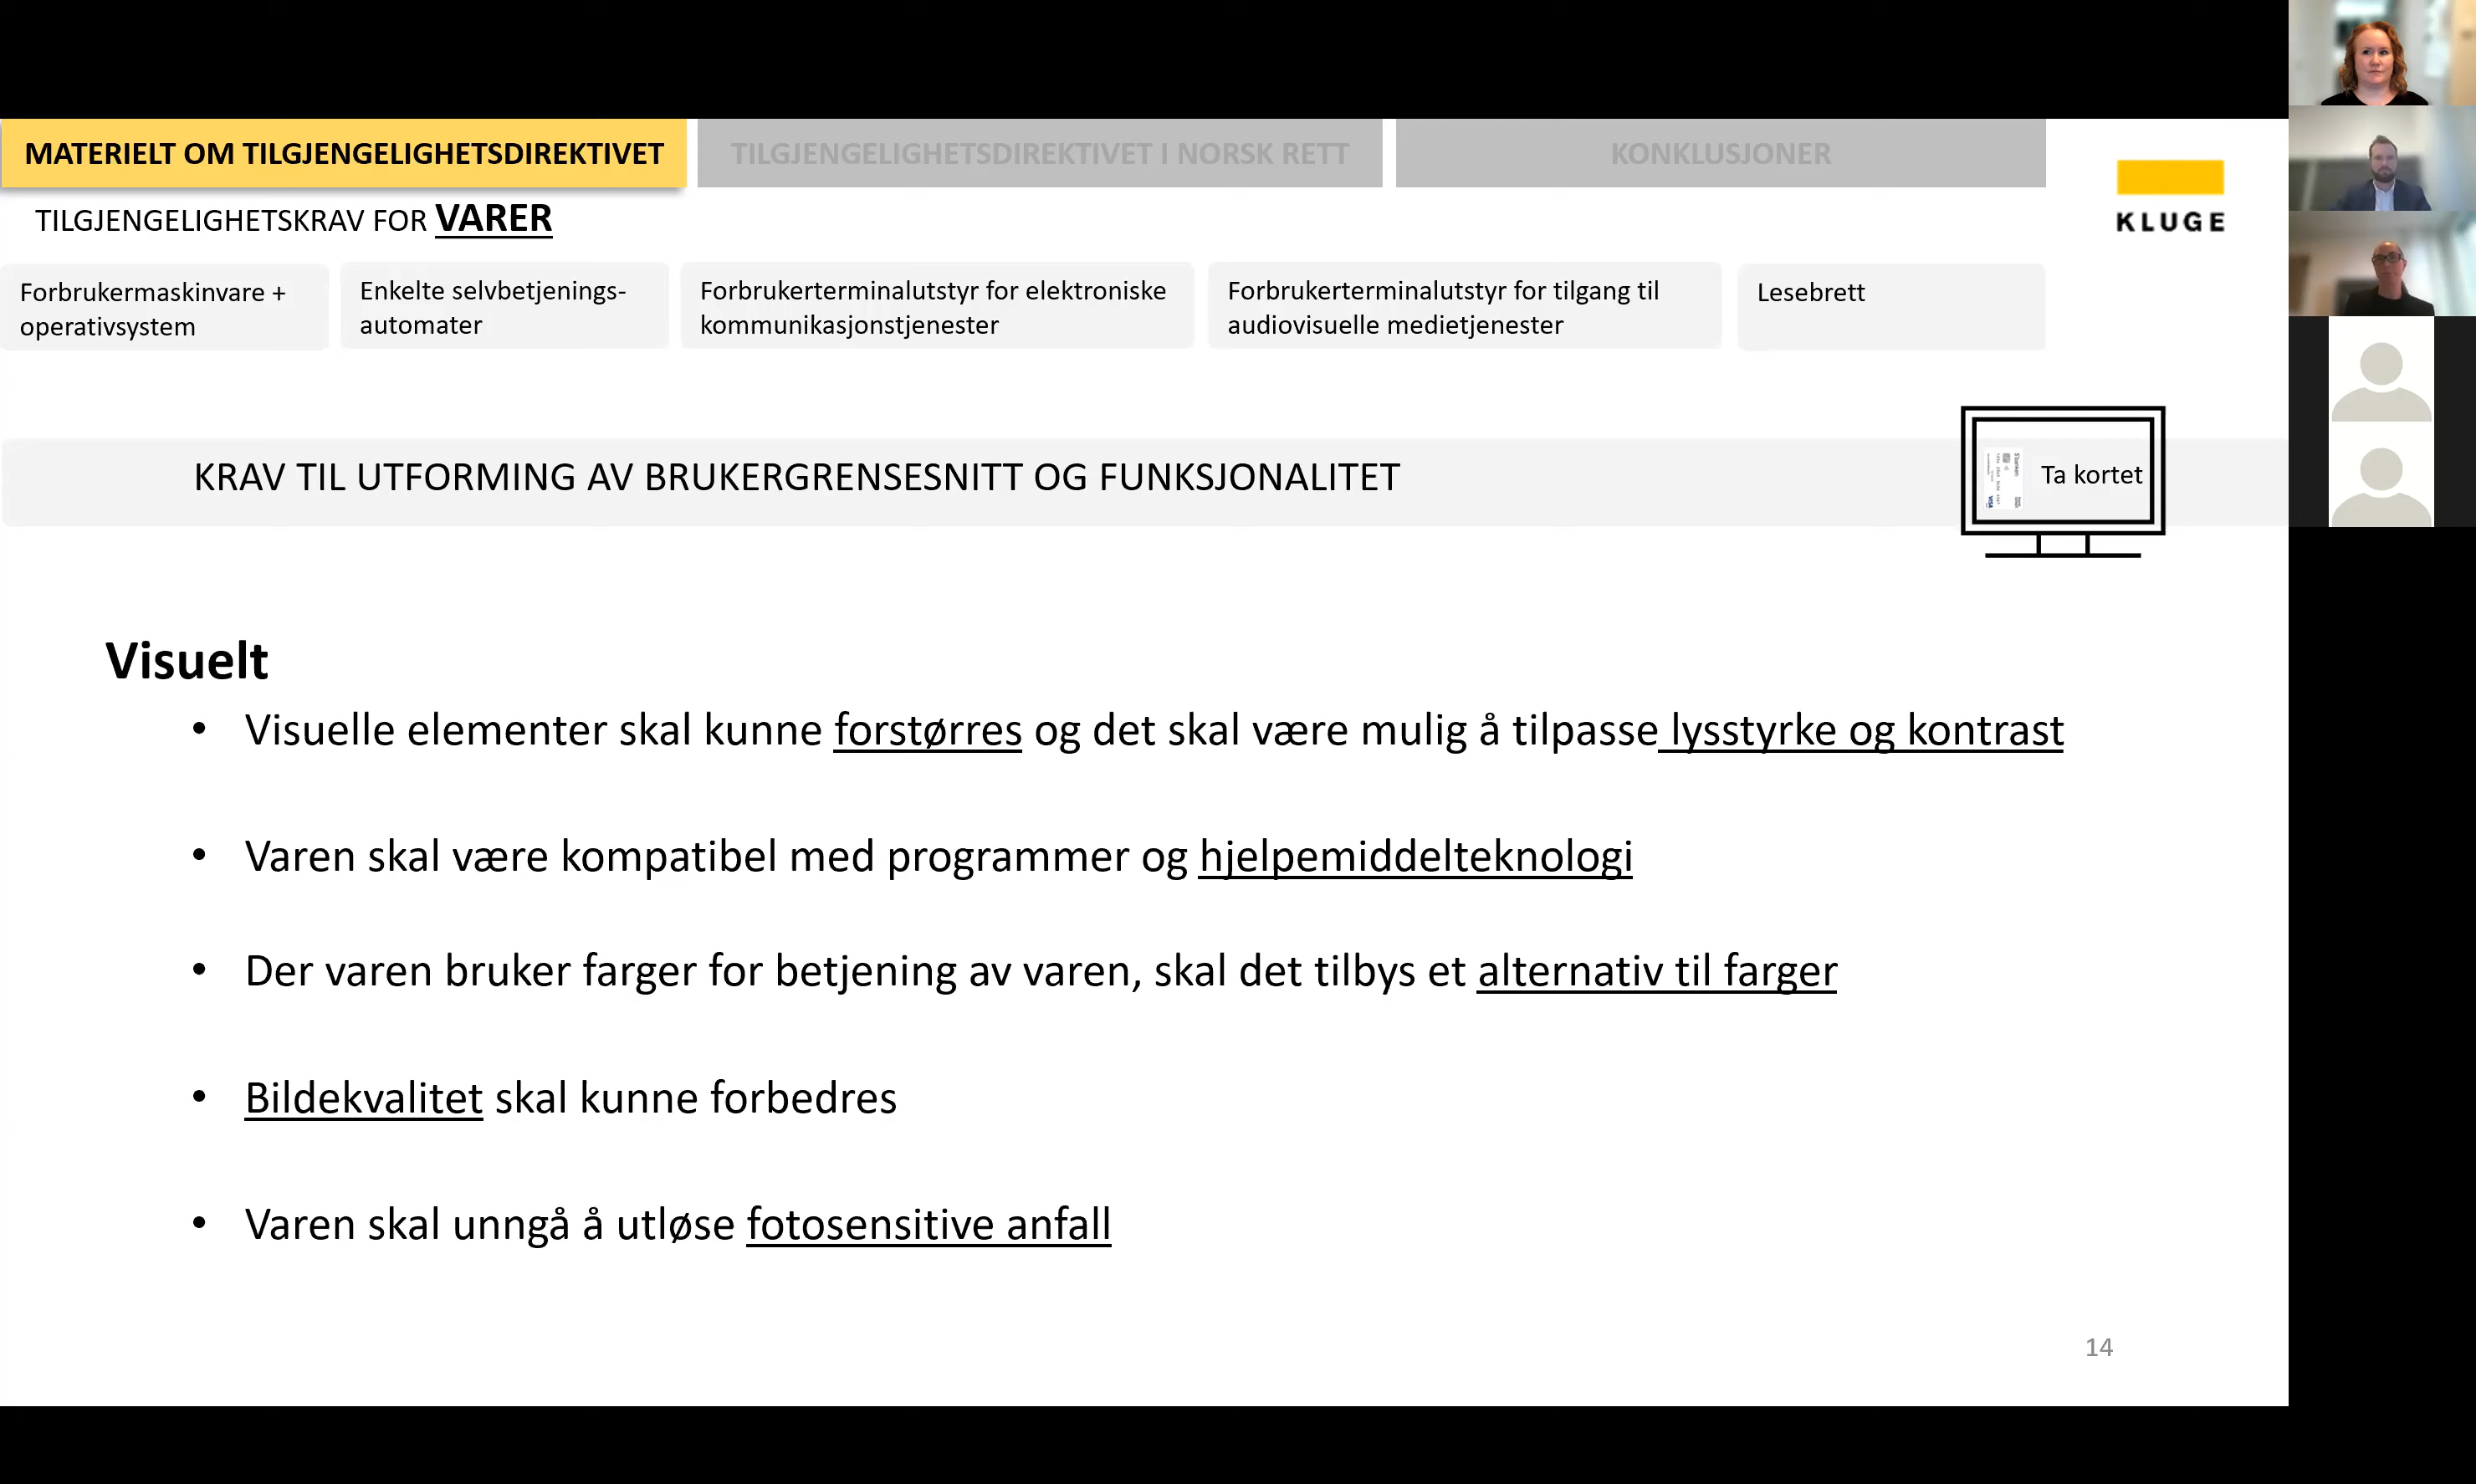 MATERIELT OM TILGJENGELIGHETSDIREKTIVET
TILGJENGELIGHETSDIREKTIVET I NORSK RETT
KONKLUSJONER
KLUGE
TILGJENGELIGHETSKRAV FOR VARER
Forbrukermaskinvare +
operativsystem
Enkelte selvbetjenings-
automater
Forbrukerterminalutstyr for elektroniske
kommunikasjonstjenester
Forbrukerterminalutstyr for tilgang til
audiovisuelle medietjenester
Lesebrett
KRAV TIL UTFORMING AV BRUKERGRENSESNITT OG FUNKSJONALITET
VISA
Ta kortet
Visuelt
• Visuelle elementer skal kunne forstørres og det skal være mulig å tilpasse lysstyrke og kontrast
• Varen skal være kompatibel med programmer og hjelpemiddelteknologi
• Der varen bruker farger for betjening av varen, skal det tilbys et alternativ til farger
• Bildekvalitet skal kunne forbedres
• Varen skal unngå å utløse fotosensitive anfall
14